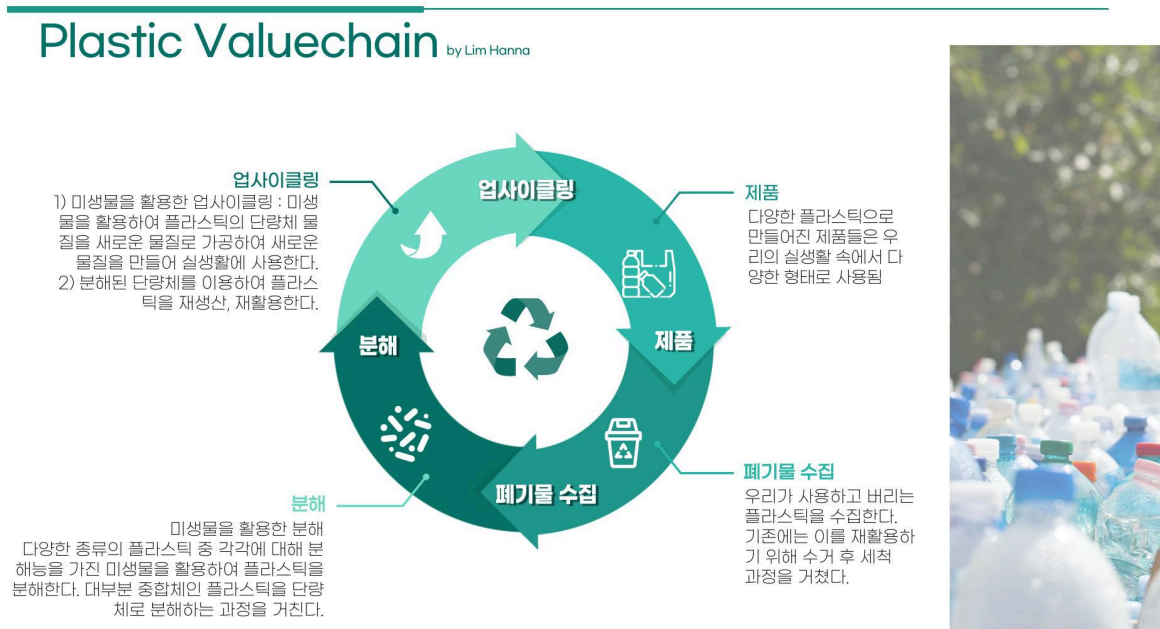 Plastic Valuechain by Lim Hanna
업사이클링
1) 미생물을 활용한 업사이클링 : 미생
물을 활용하여 플라스틱의 단량체 물
질을 새로운 물질로 가공하여 새로운
물질을 만들어 실생활에 사용한다.
2) 분해된 단량체를 이용하여 플라스
틱을 재생산, 재활용한다.
업사이클링
제품
다양한 플라스틱으로
만들어진 제품들은 우
리의 실생활 속에서 다
양한 형태로 사용됨
분해
제품
폐기물 수집
분해
미생물을 활용한 분해
다양한 종류의 플라스틱 중 각각에 대해 분
해능을 가진 미생물을 활용하여 플라스틱을
분해한다. 대부분 중합체인 플라스틱을 단량
체로 분해하는 과정을 거친다.
폐기물 수집
우리가 사용하고 버리는
플라스틱을 수집한다.
기존에는 이를 재활용하
기 위해 수거 후 세척
과정을 거쳤다.